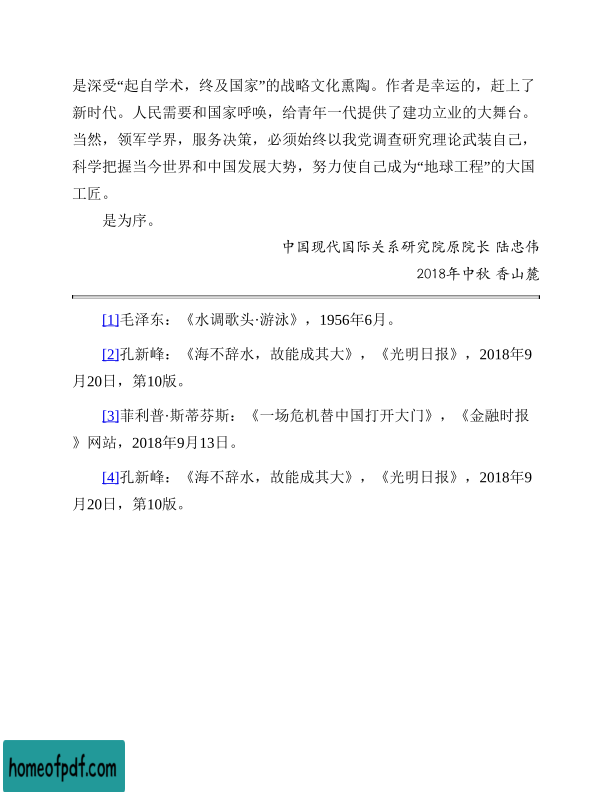 是深受“起自学术，终及国家”的战略文化熏陶。作者是幸运的，赶上了
新时代。人民需要和国家呼唤，给青年一代提供了建功立业的大舞台。
当然，领军学界，服务决策，必须始终以我党调查研究理论武装自己，
科学把握当今世界和中国发展大势，努力使自己成为“地球工程”的大国
工匠。
是为序。
中国现代国际关系研究院原院长 陆忠伟
2018年中秋 香山麓
[1]毛泽东：《水调歌头·游泳》，1956年6月。
[2]孔新峰：《海不辞水，故能成其大》，《光明日报》，2018年9
月20日，第10版。
[3]菲利普·斯蒂芬斯：《一场危机替中国打开大门》，《金融时报
》网站，2018年9月13日。
[4]孔新峰：《海不辞水，故能成其大》，《光明日报》，2018年9
月20日，第10版。
homeofpdf.com